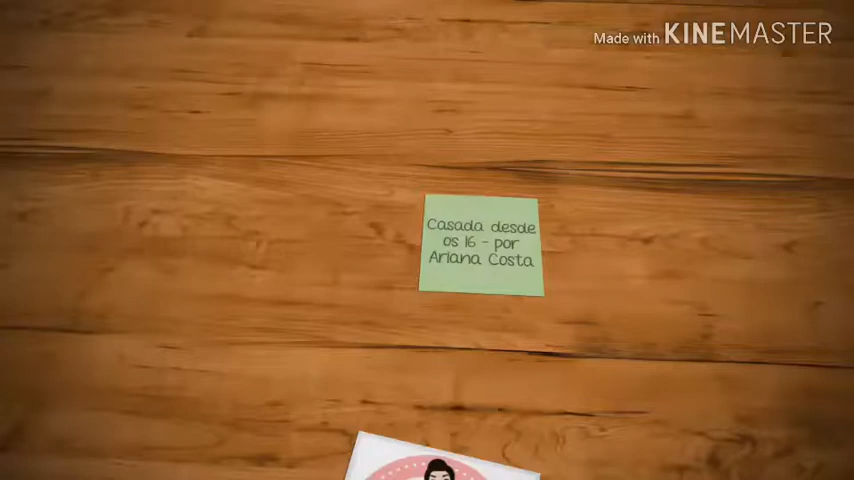 Made with KINEMASTER
Casada desde
os 16 - por
Ariana Costa